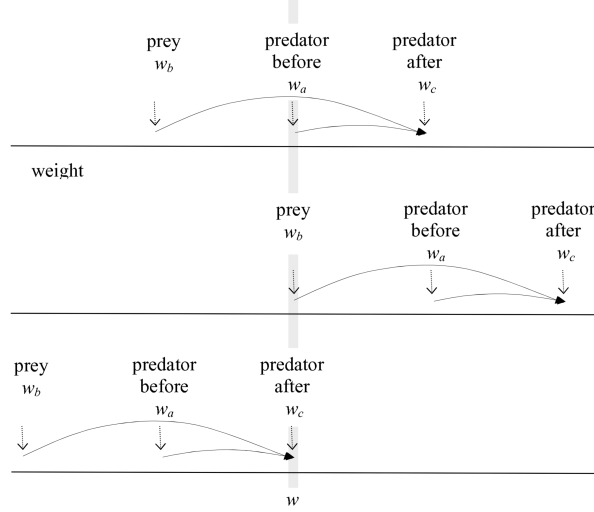 prey predator predator
before after
w_b w_a w_c
weight
prey predator predator
before after
w_b w_a w_c
prey predator predator
before after
w_b w_a w_c
w